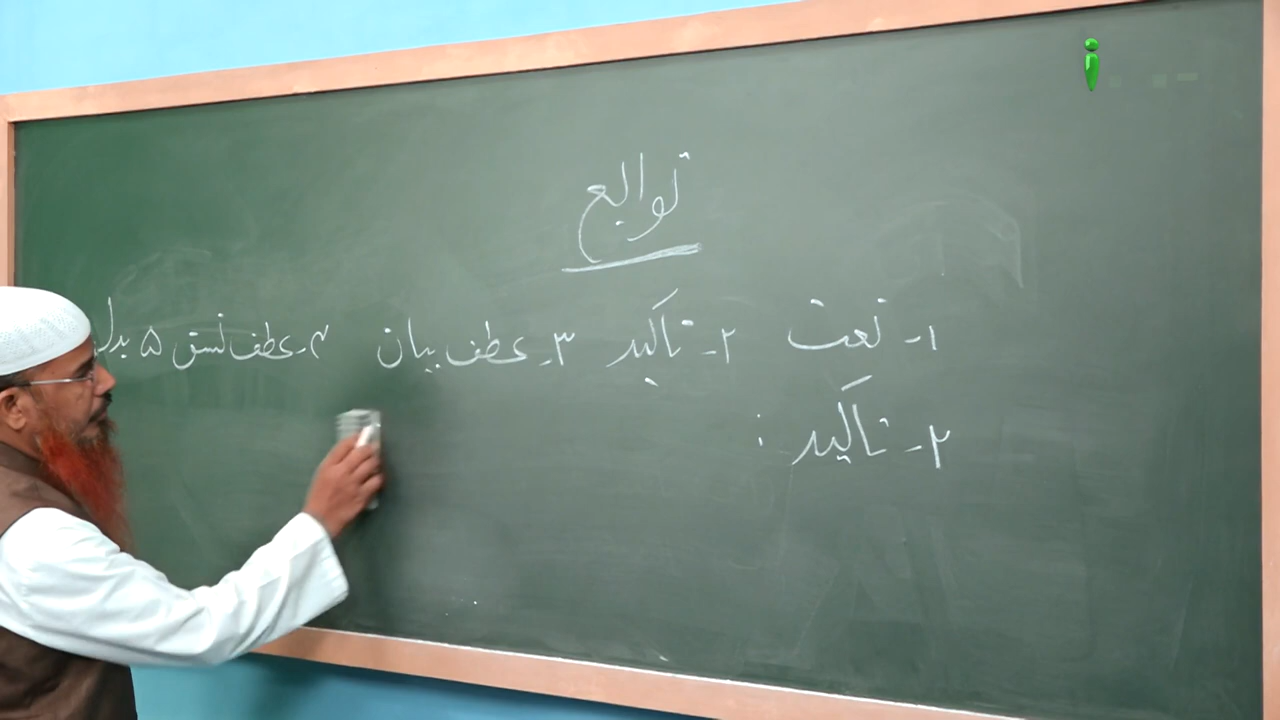 توابع
۱- نعت ۲- تاکید ۳- عطف بیان ۴- عطف نسق ۵ بدل
۲- تاکید :